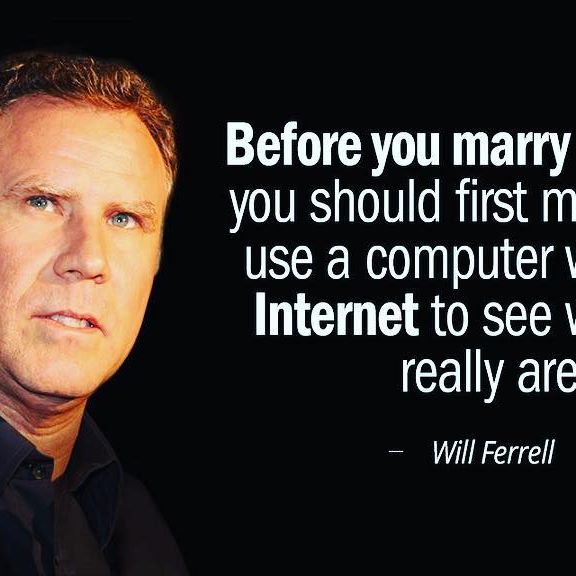 Before you marry
you should first m
use a computer w
Internet to see w
really are
– Will Ferrell